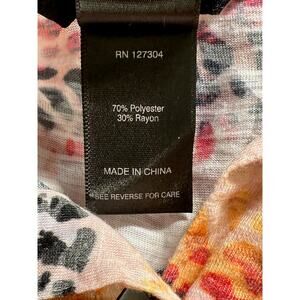 RN 127304
70% Polyester
30% Rayon
MADE IN CHINA
*SEE REVERSE FOR CARE